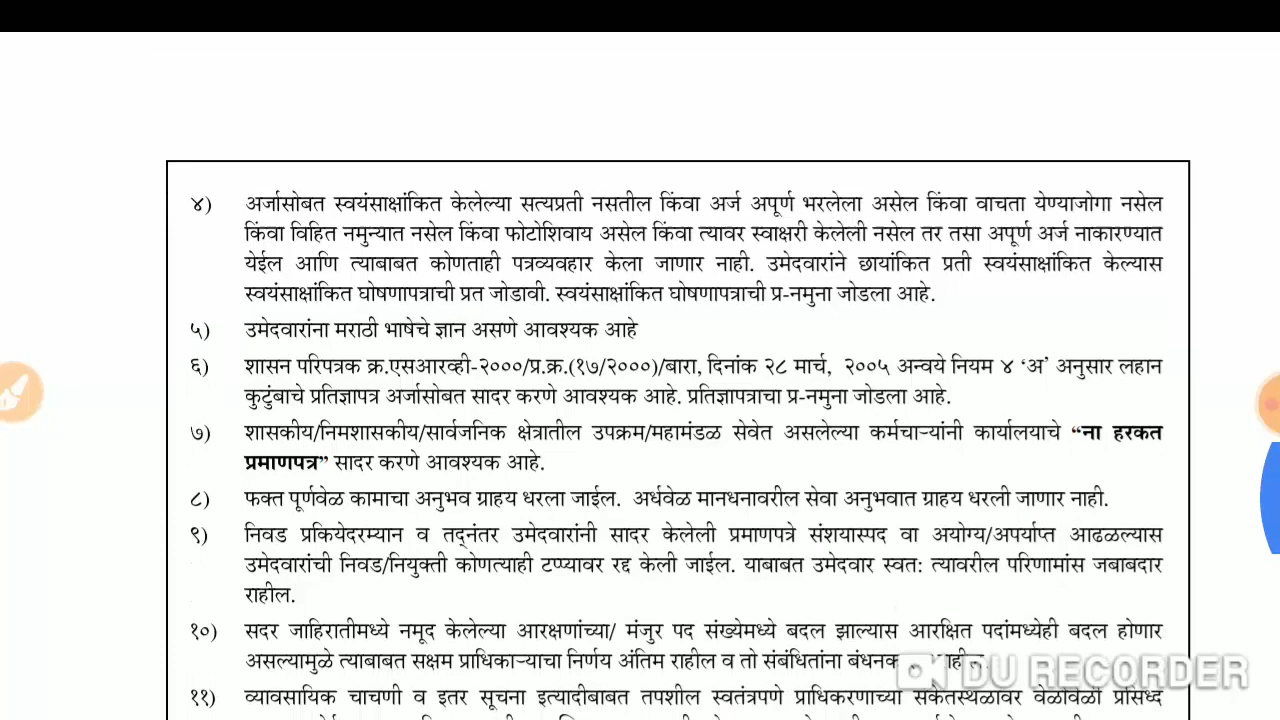 ४) अर्जासोबत स्वयंसाक्षांकित केलेल्या सत्यप्रती नसतील किंवा अर्ज अपूर्ण भरलेला असेल किंवा वाचता येण्याजोगा नसेल
किंवा विहित नमुन्यात नसेल किंवा फोटोशिवाय असेल किंवा त्यावर स्वाक्षरी केलेली नसेल तर तसा अपूर्ण अर्ज नाकारण्यात
येईल आणि त्याबाबत कोणताही पत्रव्यवहार केला जाणार नाही. उमेदवारांने छायांकित प्रती स्वयंसाक्षांकित केल्यास
स्वयंसाक्षांकित घोषणापत्राची प्रत जोडावी. स्वयंसाक्षांकित घोषणापत्राची प्र-नमुना जोडला आहे.
५) उमेदवारांना मराठी भाषेचे ज्ञान असणे आवश्यक आहे
६) शासन परिपत्रक क्र.एसआरव्ही-२०००/प्र.क्र.(१७/२०००)/बारा, दिनांक २८ मार्च, २००५ अन्वये नियम ४ ‘अ’ अनुसार लहान
कुटुंबाचे प्रतिज्ञापत्र अर्जासोबत सादर करणे आवश्यक आहे. प्रतिज्ञापत्राचा प्र-नमुना जोडला आहे.
७) शासकीय/निमशासकीय/सार्वजनिक क्षेत्रातील उपक्रम/महामंडळ सेवेत असलेल्या कर्मचाऱ्यांनी कार्यालयाचे “ना हरकत
प्रमाणपत्र” सादर करणे आवश्यक आहे.
८) फक्त पूर्णवेळ कामाचा अनुभव ग्राहय धरला जाईल. अर्धवेळ मानधनावरील सेवा अनुभवात ग्राहय धरली जाणार नाही.
९) निवड प्रकियेदरम्यान व तद्नंतर उमेदवारांनी सादर केलेली प्रमाणपत्रे संशयास्पद वा अयोग्य/अपर्याप्त आढळल्यास
उमेदवारांची निवड/नियुक्ती कोणत्याही टप्प्यावर रद्द केली जाईल. याबाबत उमेदवार स्वत: त्यावरील परिणामांस जबाबदार
राहील.
१०) सदर जाहिरातीमध्ये नमूद केलेल्या आरक्षणांच्या/ मंजुर पद संख्येमध्ये बदल झाल्यास आरक्षित पदांमध्येही बदल होणार
असल्यामुळे त्याबाबत सक्षम प्राधिकाऱ्याचा निर्णय अंतिम राहील व तो संबंधितांना
DU RECORDER
११) व्यावसायिक चाचणी व इतर सूचना इत्यादीबाबत तपशील स्वतंत्रपणे प्राधिकरणाच्या संकेतस्थळावर वेळोवेळी प्रसिध्द